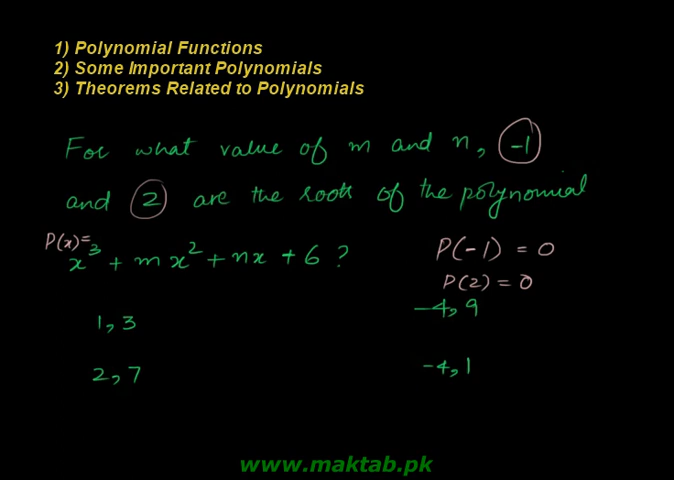 1) Polynomial Functions
2) Some Important Polynomials
3) Theorems Related to Polynomials
For what value of m and n, -1
and 2 are the roots of the polynomial
P(x)= x³ + mx² + nx + 6 ?
P(-1) = 0
P(2) = 0
1, 3
-4, 9
2, 7
-4, 1
www.maktab.pk